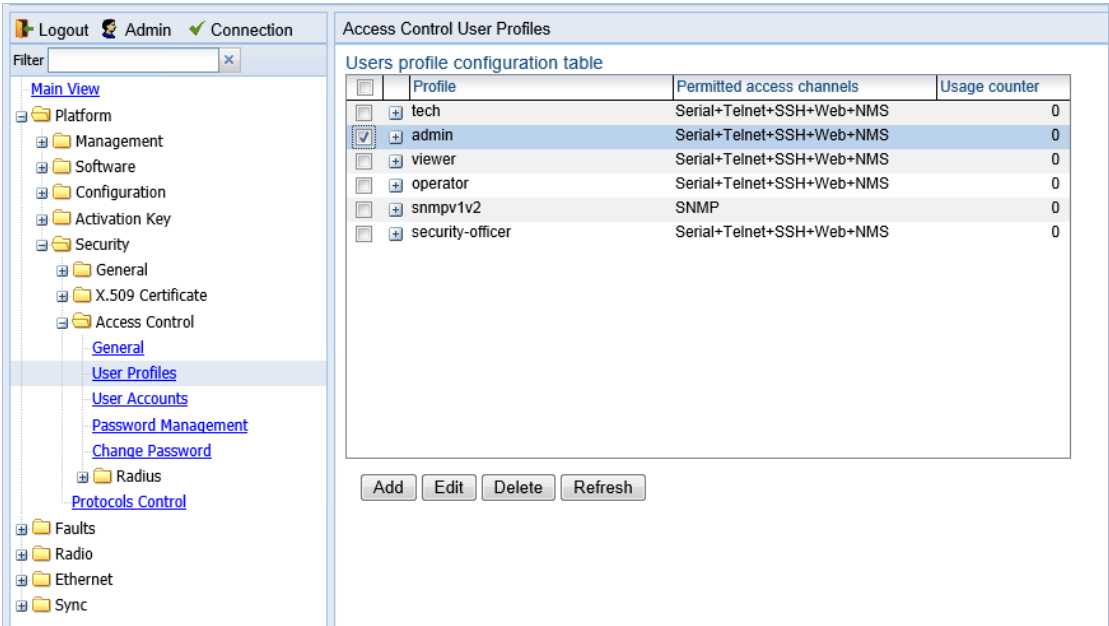 Logout Admin Connection
Filter
Main View
Platform
Management
Software
Configuration
Activation Key
Security
General
X.509 Certificate
Access Control
General
User Profiles
User Accounts
Password Management
Change Password
Radius
Protocols Control
Faults
Radio
Ethernet
Sync
Access Control User Profiles
Users profile configuration table
Profile Permitted access channels Usage counter
tech Serial+Telnet+SSH+Web+NMS 0
admin Serial+Telnet+SSH+Web+NMS 0
viewer Serial+Telnet+SSH+Web+NMS 0
operator Serial+Telnet+SSH+Web+NMS 0
snmpv1v2 SNMP 0
security-officer Serial+Telnet+SSH+Web+NMS 0
Add Edit Delete Refresh